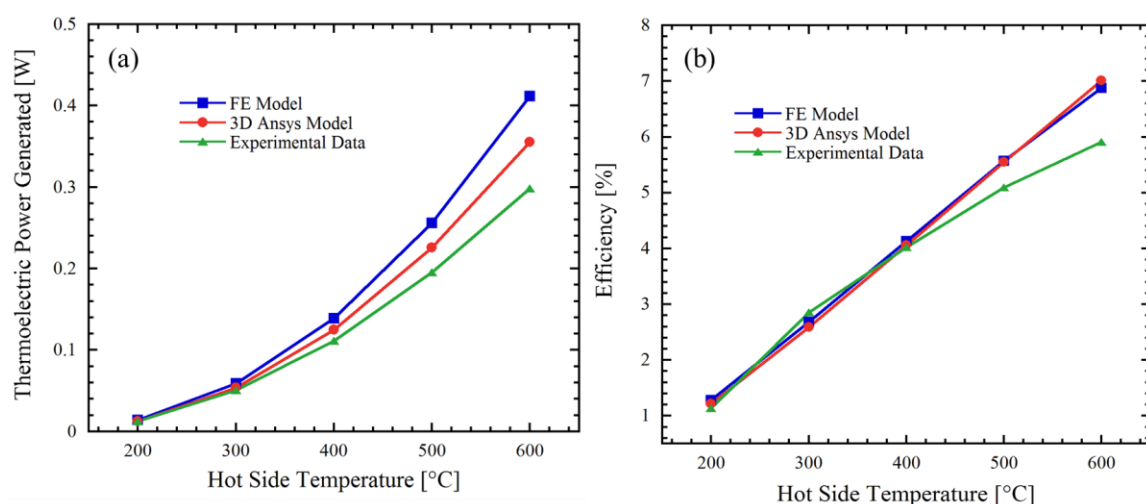 (a)
Thermoelectric Power Generated [W]
0.5
0.4
0.3
0.2
0.1
0
FE Model
3D Ansys Model
Experimental Data
200 300 400 500 600
Hot Side Temperature [°C]
(b)
Efficiency [%]
8
7
6
5
4
3
2
1
FE Model
3D Ansys Model
Experimental Data
200 300 400 500 600
Hot Side Temperature [°C]